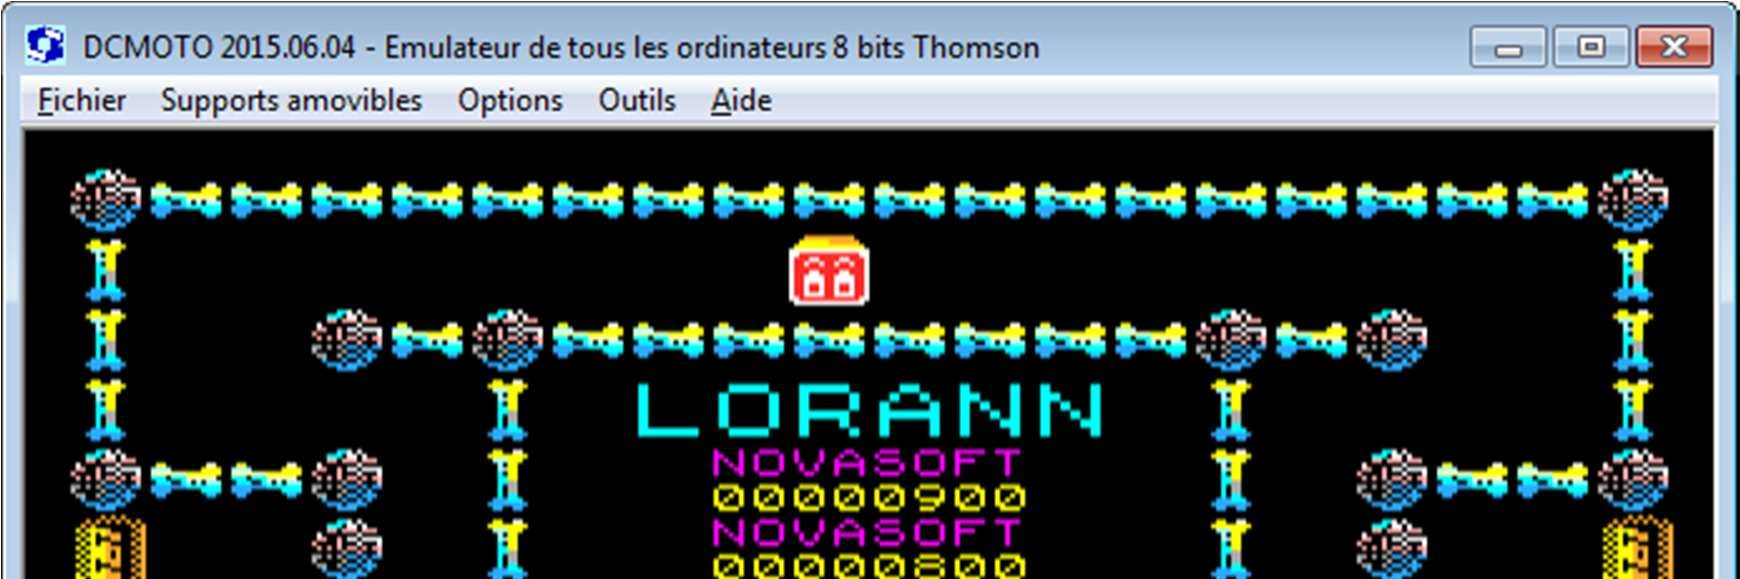 DCMOTO 2015.06.04 - Emulateur de tous les ordinateurs 8 bits Thomson
Fichier Supports amovibles Options Outils Aide
LORANN
NOVASOFT
00000900
NOVASOFT
00000800